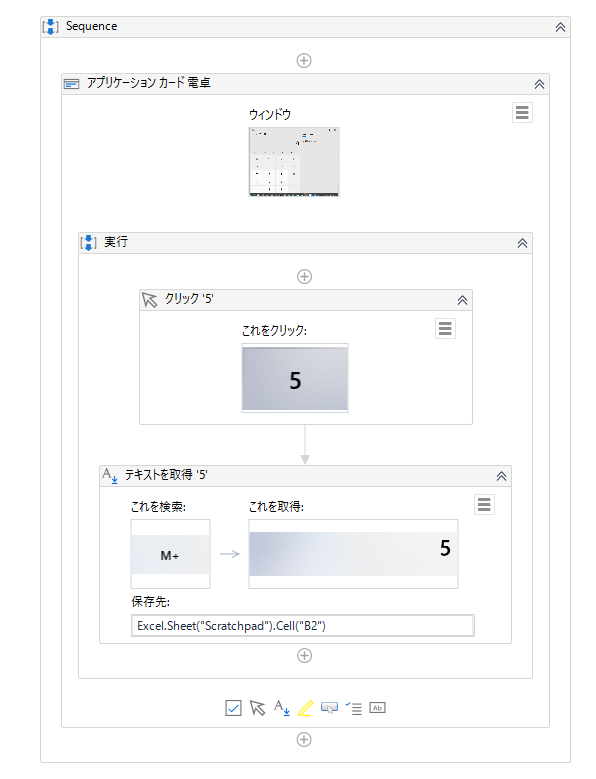 Sequence
アプリケーション カード 電卓
ウィンドウ
実行
クリック '5'
これをクリック:
5
テキストを取得 '5'
これを検索:
これを取得:
M+
5
保存先:
Excel.Sheet("Scratchpad").Cell("B2")
Ab